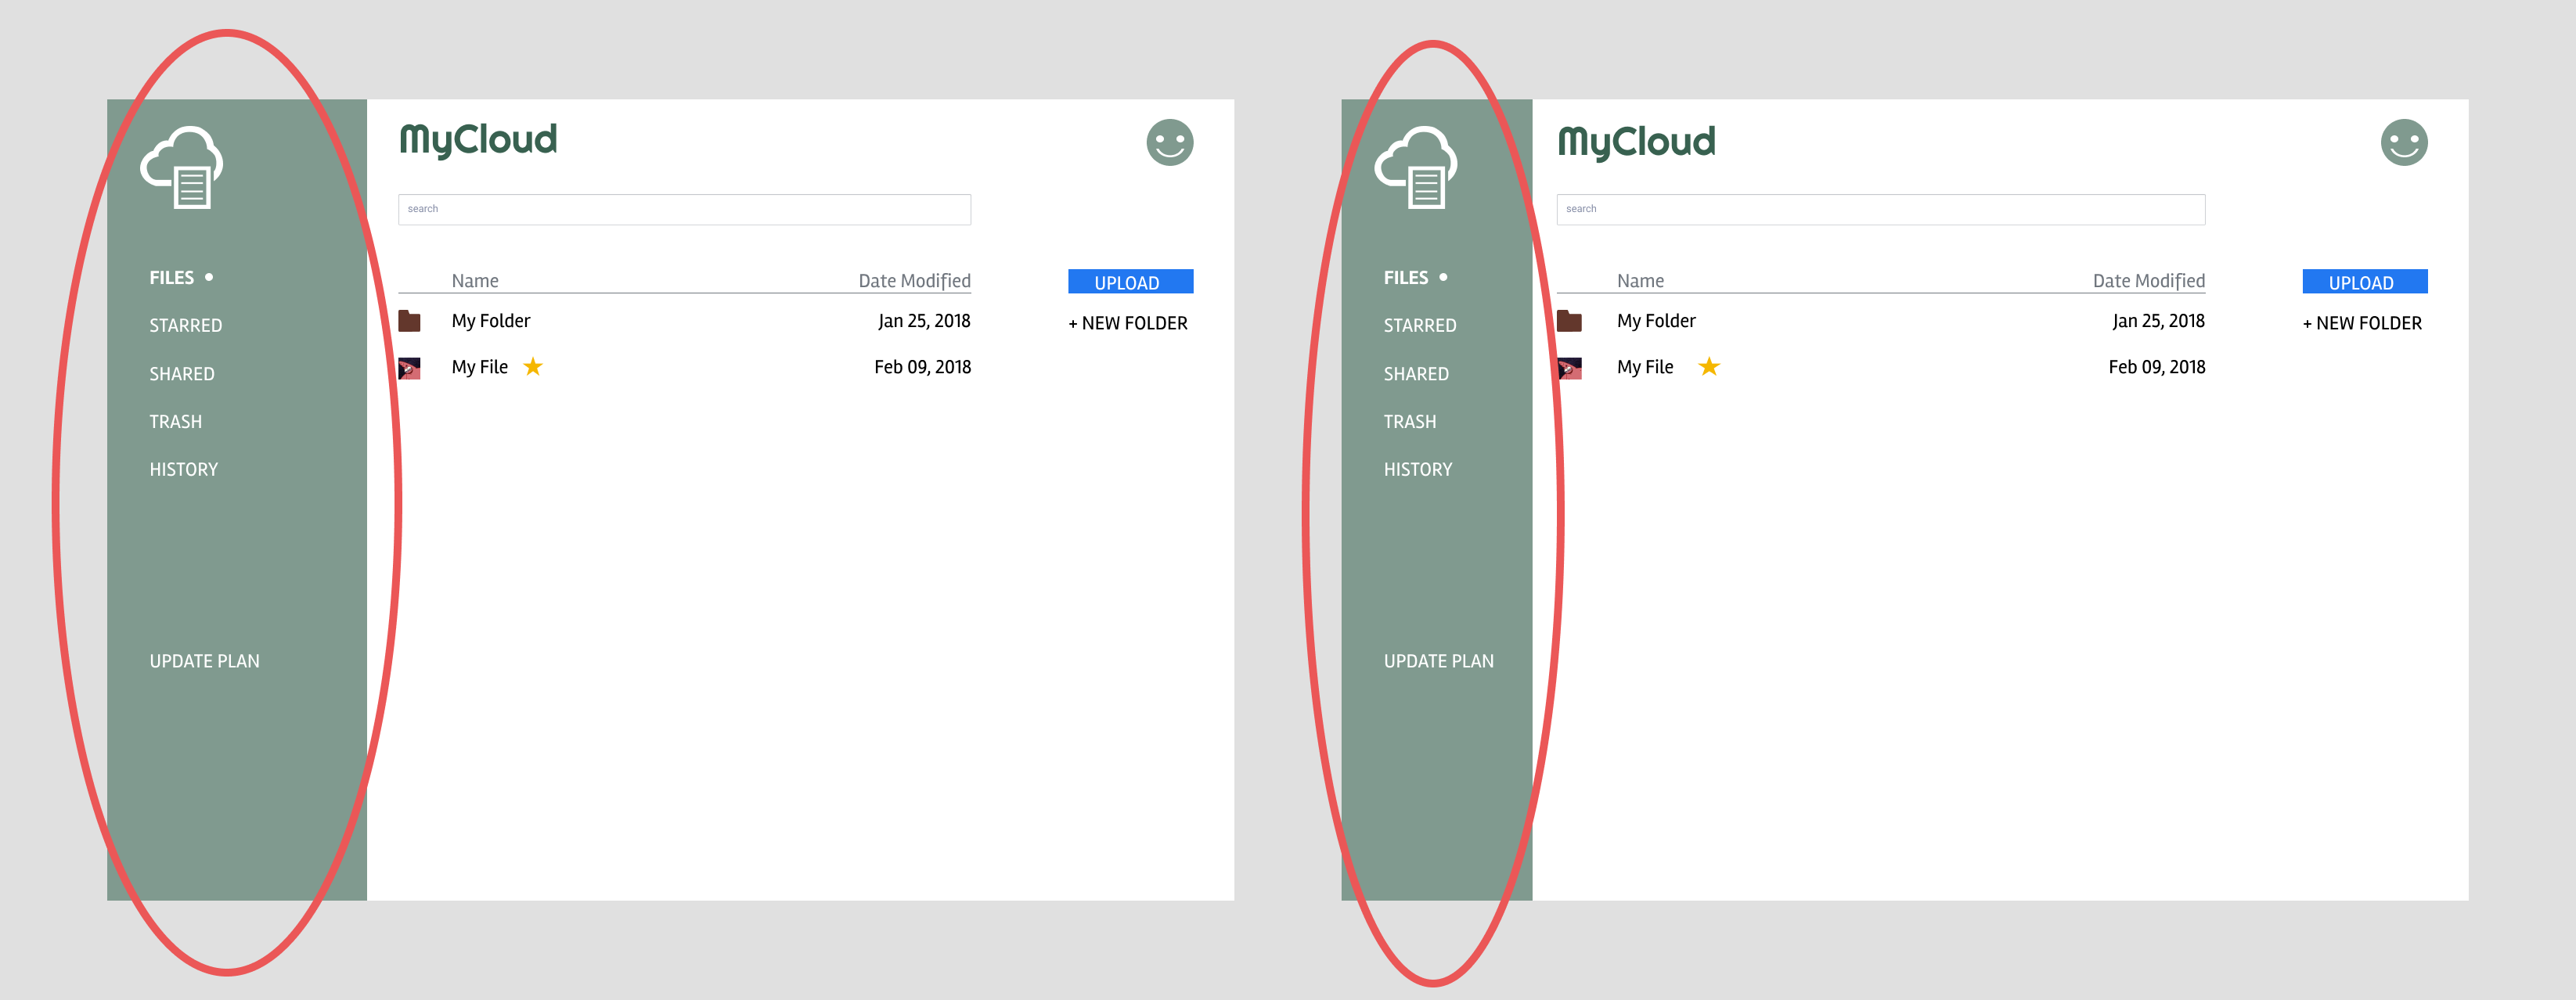 MyCloud
search
FILES
STARRED
SHARED
TRASH
HISTORY
UPDATE PLAN
Name Date Modified
My Folder Jan 25, 2018
My File Feb 09, 2018
UPLOAD
+ NEW FOLDER
MyCloud
search
FILES
STARRED
SHARED
TRASH
HISTORY
UPDATE PLAN
Name Date Modified
My Folder Jan 25, 2018
My File Feb 09, 2018
UPLOAD
+ NEW FOLDER